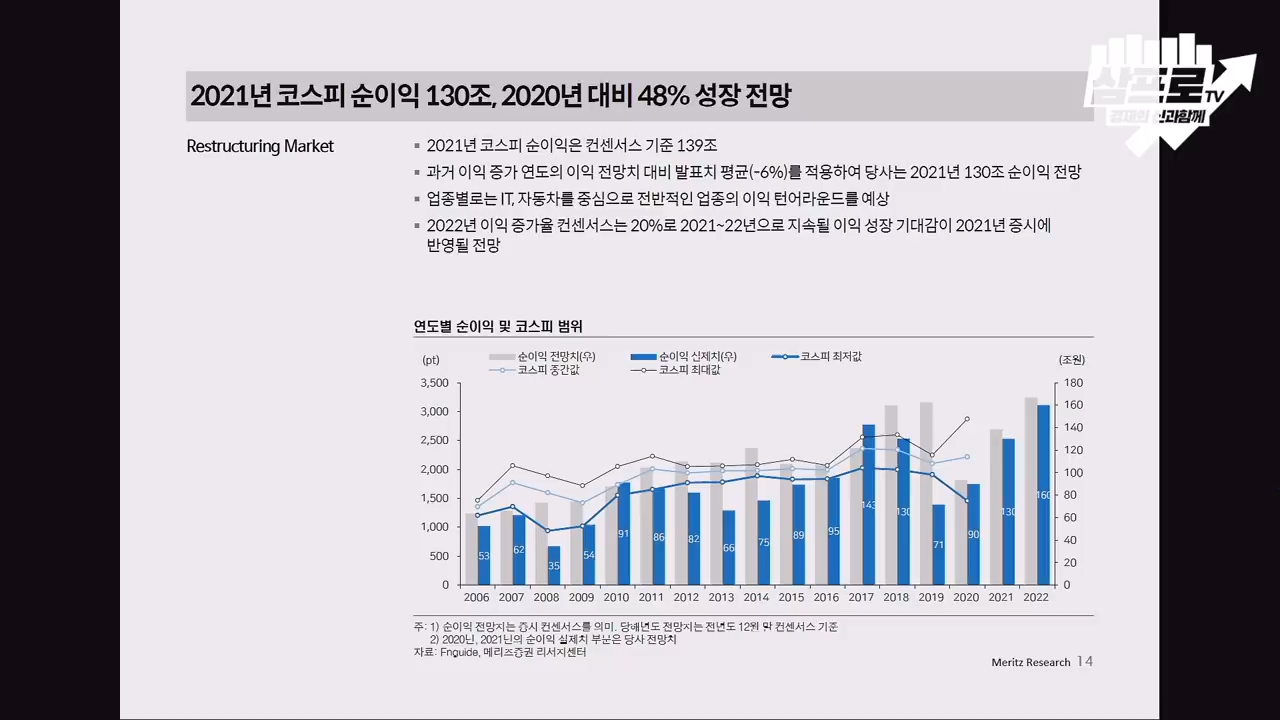 삼프로TV
경제의 신과함께
2021년 코스피 순이익 130조, 2020년 대비 48% 성장 전망
Restructuring Market
▪ 2021년 코스피 순이익은 컨센서스 기준 139조
▪ 과거 이익 증가 연도의 이익 전망치 대비 발표치 평균(-6%)를 적용하여 당사는 2021년 130조 순이익 전망
▪ 업종별로는 IT, 자동차를 중심으로 전반적인 업종의 이익 턴어라운드를 예상
▪ 2022년 이익 증가율 컨센서스는 20%로 2021~22년으로 지속될 이익 성장 기대감이 2021년 증시에
반영될 전망
연도별 순이익 및 코스피 범위
(pt) 순이익 전망치(우) 순이익 실제치(우) 코스피 최저값 (조원)
코스피 중간값 코스피 최대값
3,500 180
3,000 160
2,500 140
2,000 120
1,500 100
1,000 80
500 60
0 40
20
0
53 62 35 54 91 86 82 66 75 89 95 143 130 71 90 130 160
2006 2007 2008 2009 2010 2011 2012 2013 2014 2015 2016 2017 2018 2019 2020 2021 2022
주: 1) 순이익 전망치는 증시 컨센서스를 의미. 당해년도 전망치는 전년도 12월 말 컨센서스 기준
2) 2020년, 2021년의 순이익 실제치 부분은 당사 전망치
자료: Fnguide, 메리츠증권 리서치센터
Meritz Research 14